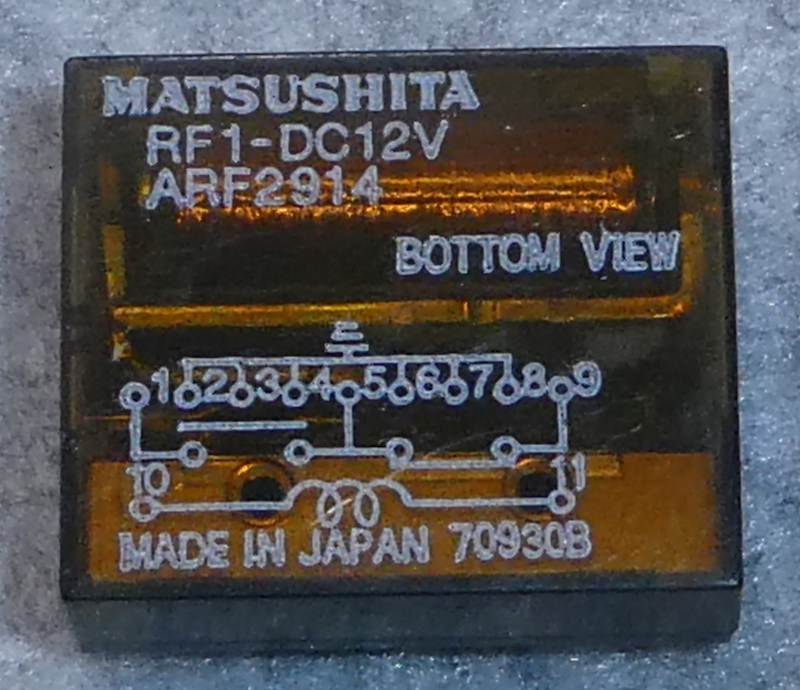 MATSUSHITA
RF1-DC12V
ARF2914
BOTTOM VIEW
1 2 3 4 5 6 7 8 9
10 11
MADE IN JAPAN 70930B